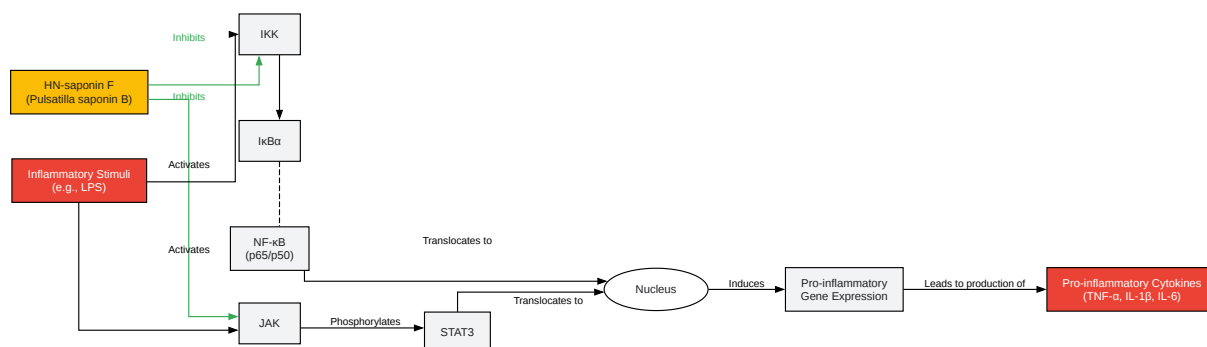 IKK
Inhibits
HN-saponin F
(Pulsatilla saponin B)
Inhibits
IκBα
Activates
Inflammatory Stimuli
(e.g., LPS)
NF-κB
(p65/p50)
Activates
Translocates to
Nucleus
Induces
Pro-inflammatory
Gene Expression
Leads to production of
Pro-inflammatory Cytokines
(TNF-α, IL-1β, IL-6)
Translocates to
JAK
Phosphorylates
STAT3